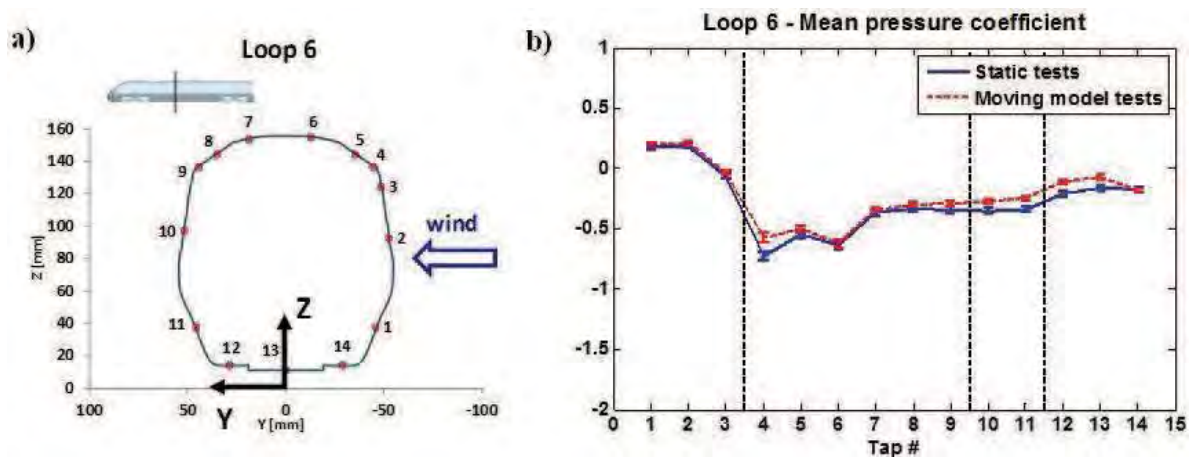 a)
Loop 6
160
140
120
100
80
60
40
20
0
Z [mm]
7
6
8
5
4
9
3
10
2
wind
11
1
Z
12
13
14
Y
100
50
0
-50
-100
Y [mm]
b)
Loop 6 - Mean pressure coefficient
Static tests
Moving model tests
1
0.5
0
-0.5
-1
-1.5
-2
0 1 2 3 4 5 6 7 8 9 10 11 12 13 14 15
Tap #